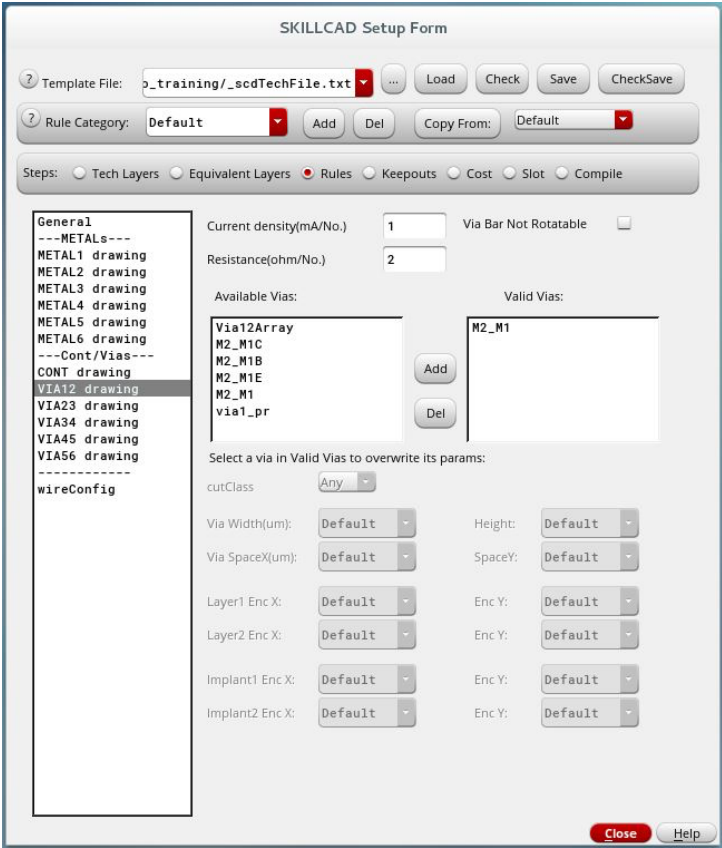 SKILLCAD Setup Form
? Template File: o_training/_scdTechFile.txt ... Load Check Save CheckSave
? Rule Category: Default Add Del Copy From: Default
Steps: Tech Layers Equivalent Layers Rules Keepouts Cost Slot Compile
General
---METALs---
METAL1 drawing
METAL2 drawing
METAL3 drawing
METAL4 drawing
METAL5 drawing
METAL6 drawing
---Cont/Vias---
CONT drawing
VIA12 drawing
VIA23 drawing
VIA34 drawing
VIA45 drawing
VIA56 drawing
------------
wireConfig
Current density(mA/No.) 1 Via Bar Not Rotatable
Resistance(ohm/No.) 2
Available Vias:
Via12Array
M2_M1C
M2_M1B
M2_M1E
M2_M1
via1_pr
Add
Del
Valid Vias:
M2_M1
Select a via in Valid Vias to overwrite its params:
cutClass Any
Via Width(um): Default Height: Default
Via SpaceX(um): Default SpaceY: Default
Layer1 Enc X: Default Enc Y: Default
Layer2 Enc X: Default Enc Y: Default
Implant1 Enc X: Default Enc Y: Default
Implant2 Enc X: Default Enc Y: Default
Close Help